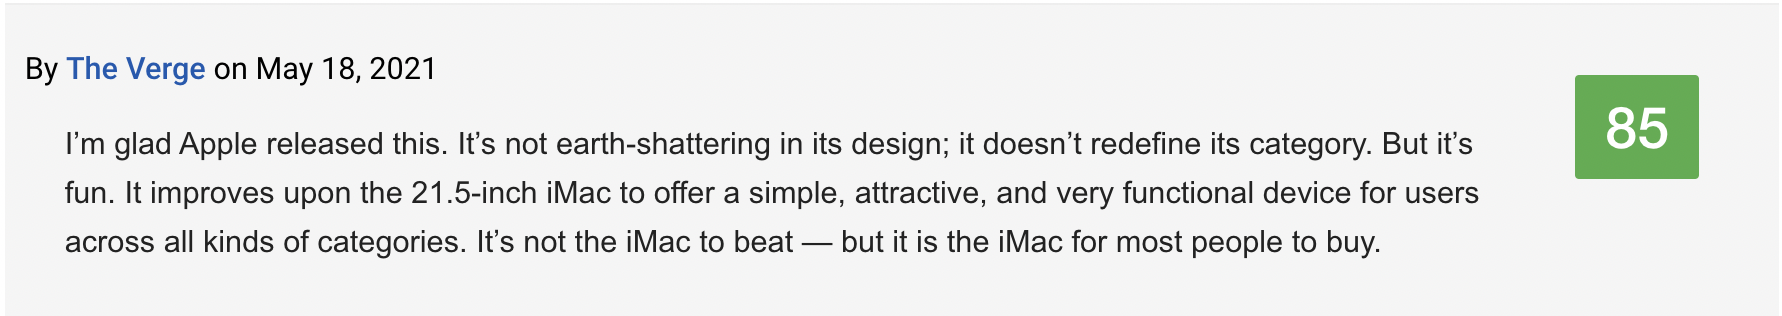 By The Verge on May 18, 2021
85
I’m glad Apple released this. It’s not earth-shattering in its design; it doesn’t redefine its category. But it’s
fun. It improves upon the 21.5-inch iMac to offer a simple, attractive, and very functional device for users
across all kinds of categories. It’s not the iMac to beat — but it is the iMac for most people to buy.